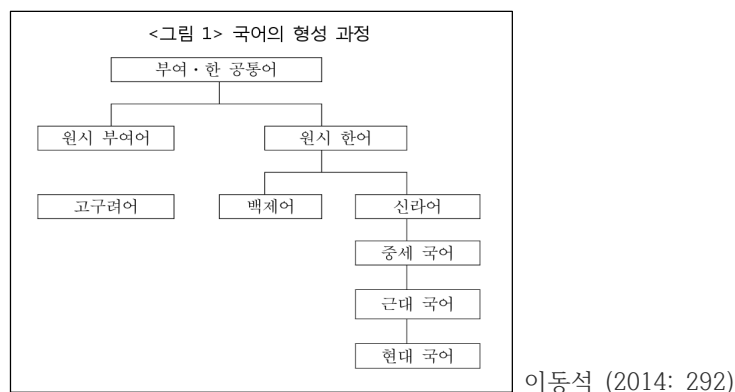 <그림 1> 국어의 형성 과정
부여·한 공통어
원시 부여어 원시 한어
고구려어 백제어 신라어
중세 국어
근대 국어
현대 국어
이동석 (2014: 292)